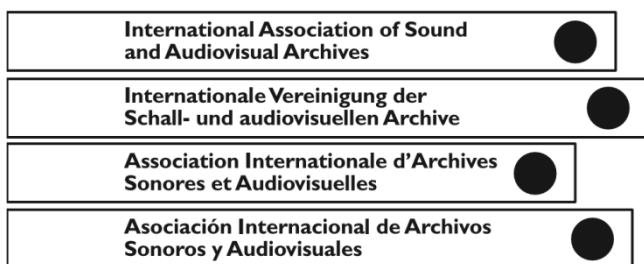 International Association of Sound
and Audiovisual Archives
Internationale Vereinigung der
Schall- und audiovisuellen Archive
Association Internationale d'Archives
Sonores et Audiovisuelles
Asociación Internacional de Archivos
Sonoros y Audiovisuales